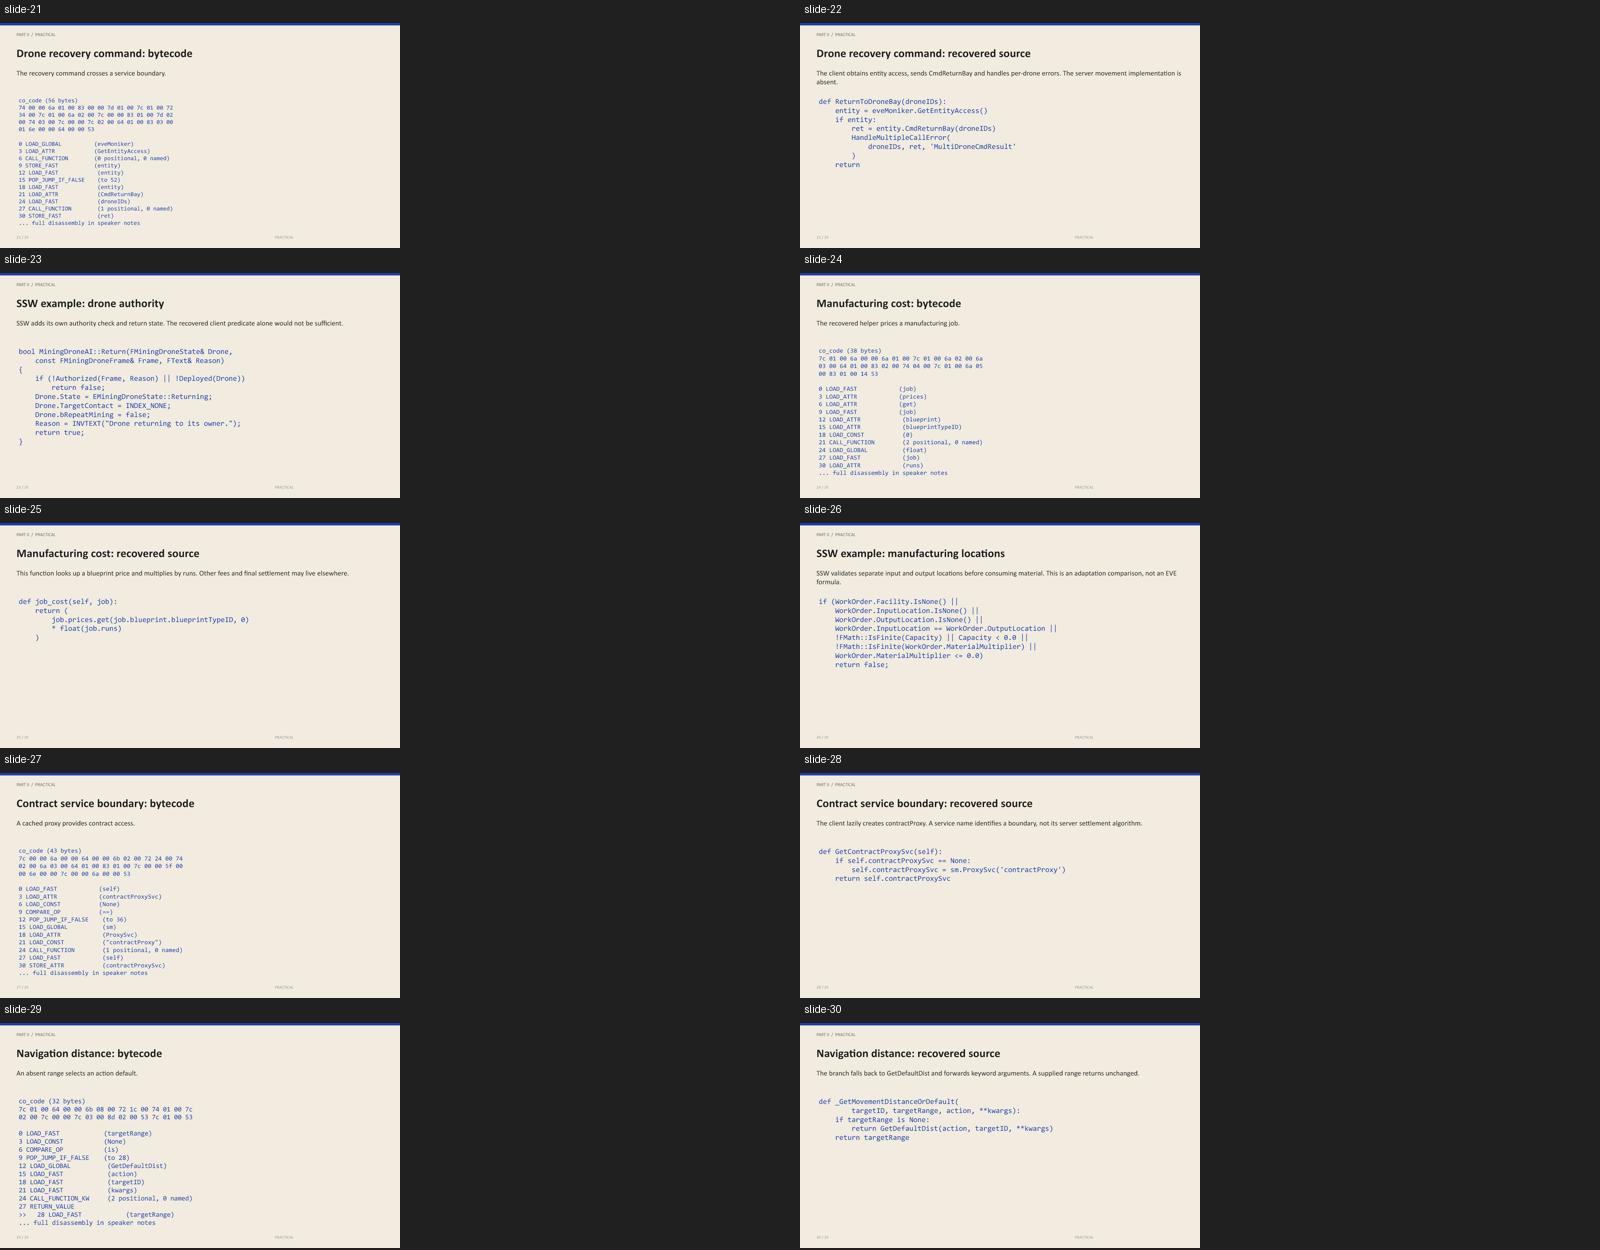 slide-21
PART II / PRACTICAL
Drone recovery command: bytecode
The recovery command crosses a service boundary.
co_code (56 bytes)
74 00 00 6a 01 00 83 00 00 7d 01 00 7c 01 00 72
34 00 7c 01 00 6a 02 00 7c 00 00 83 01 00 7d 02
00 74 03 00 7c 00 00 7c 02 00 64 01 00 83 03 00
01 6e 00 00 64 00 00 53
0 LOAD_GLOBAL (eveMoniker)
3 LOAD_ATTR (GetEntityAccess)
6 CALL_FUNCTION (0 positional, 0 named)
9 STORE_FAST (entity)
12 LOAD_FAST (entity)
15 POP_JUMP_IF_FALSE (to 52)
18 LOAD_FAST (entity)
21 LOAD_ATTR (CmdReturnBay)
24 LOAD_FAST (droneIDs)
27 CALL_FUNCTION (1 positional, 0 named)
30 STORE_FAST (ret)
... full disassembly in speaker notes
PRACTICAL
slide-22
PART II / PRACTICAL
Drone recovery command: recovered source
The client obtains entity access, sends CmdReturnBay and handles per-drone errors. The server movement implementation is
absent.
def ReturnToDroneBay(droneIDs):
entity = eveMoniker.GetEntityAccess()
if entity:
ret = entity.CmdReturnBay(droneIDs)
HandleMultipleCallError(
droneIDs, ret, 'MultiDroneCmdResult'
)
return
PRACTICAL
slide-23
PART II / PRACTICAL
SSW example: drone authority
SSW adds its own authority check and return state. The recovered client predicate alone would not be sufficient.
bool MiningDroneAI::Return(FMiningDroneState& Drone,
const FMiningDroneFrame& Frame, FText& Reason)
{
if (!Authorized(Frame, Reason) || !Deployed(Drone))
return false;
Drone.State = EMiningDroneState::Returning;
Drone.TargetContact = INDEX_NONE;
Drone.bRepeatMining = false;
Reason = INVTEXT("Drone returning to its owner.");
return true;
}
PRACTICAL
slide-24
PART II / PRACTICAL
Manufacturing cost: bytecode
The recovered helper prices a manufacturing job.
co_code (38 bytes)
7c 01 00 6a 00 00 6a 01 00 7c 01 00 6a 02 00 6a
03 00 64 01 00 83 02 00 74 04 00 7c 01 00 6a 05
00 83 01 00 14 53
0 LOAD_FAST (job)
3 LOAD_ATTR (prices)
6 LOAD_ATTR (get)
9 LOAD_FAST (job)
12 LOAD_ATTR (blueprint)
15 LOAD_ATTR (blueprintTypeID)
18 LOAD_CONST (0)
21 CALL_FUNCTION (2 positional, 0 named)
24 LOAD_GLOBAL (float)
27 LOAD_FAST (job)
30 LOAD_ATTR (runs)
... full disassembly in speaker notes
PRACTICAL
slide-25
PART II / PRACTICAL
Manufacturing cost: recovered source
This function looks up a blueprint price and multiplies by runs. Other fees and final settlement may live elsewhere.
def job_cost(self, job):
return (
job.prices.get(job.blueprint.blueprintTypeID, 0)
* float(job.runs)
)
PRACTICAL
slide-26
PART II / PRACTICAL
SSW example: manufacturing locations
SSW validates separate input and output locations before consuming material. This is an adaptation comparison, not an EVE
formula.
if (WorkOrder.Facility.IsNone() ||
WorkOrder.InputLocation.IsNone() ||
WorkOrder.OutputLocation.IsNone() ||
WorkOrder.InputLocation == WorkOrder.OutputLocation ||
!FMath::IsFinite(Capacity) || Capacity < 0.0 ||
!FMath::IsFinite(WorkOrder.MaterialMultiplier) ||
WorkOrder.MaterialMultiplier <= 0.0)
return false;
PRACTICAL
slide-27
PART II / PRACTICAL
Contract service boundary: bytecode
A cached proxy provides contract access.
co_code (43 bytes)
7c 00 00 6a 00 00 64 00 00 6b 02 00 72 24 00 74
02 00 6a 03 00 64 01 00 83 01 00 7c 00 00 5f 00
00 6e 00 00 7c 00 00 6a 00 00 53
0 LOAD_FAST (self)
3 LOAD_ATTR (contractProxySvc)
6 LOAD_CONST (None)
9 COMPARE_OP (==)
12 POP_JUMP_IF_FALSE (to 36)
15 LOAD_GLOBAL (sm)
18 LOAD_ATTR (ProxySvc)
21 LOAD_CONST ("contractProxy")
24 CALL_FUNCTION (1 positional, 0 named)
27 LOAD_FAST (self)
30 STORE_ATTR (contractProxySvc)
... full disassembly in speaker notes
PRACTICAL
slide-28
PART II / PRACTICAL
Contract service boundary: recovered source
The client lazily creates contractProxy. A service name identifies a boundary, not its server settlement algorithm.
def GetContractProxySvc(self):
if self.contractProxySvc == None:
self.contractProxySvc = sm.ProxySvc('contractProxy')
return self.contractProxySvc
PRACTICAL
slide-29
PART II / PRACTICAL
Navigation distance: bytecode
An absent range selects an action default.
co_code (32 bytes)
7c 01 00 64 00 00 6b 08 00 72 1c 00 74 01 00 7c
02 00 7c 00 00 7c 03 00 8d 02 00 53 7c 01 00 53
0 LOAD_FAST (targetRange)
3 LOAD_CONST (None)
6 COMPARE_OP (is)
9 POP_JUMP_IF_FALSE (to 28)
12 LOAD_GLOBAL (GetDefaultDist)
15 LOAD_FAST (action)
18 LOAD_FAST (targetID)
21 LOAD_FAST (kwargs)
24 CALL_FUNCTION_KW (2 positional, 0 named)
27 RETURN_VALUE
>> 28 LOAD_FAST (targetRange)
... full disassembly in speaker notes
PRACTICAL
slide-30
PART II / PRACTICAL
Navigation distance: recovered source
The branch falls back to GetDefaultDist and forwards keyword arguments. A supplied range returns unchanged.
def _GetMovementDistanceOrDefault(
targetID, targetRange, action, **kwargs):
if targetRange is None:
return GetDefaultDist(action, targetID, **kwargs)
return targetRange
PRACTICAL